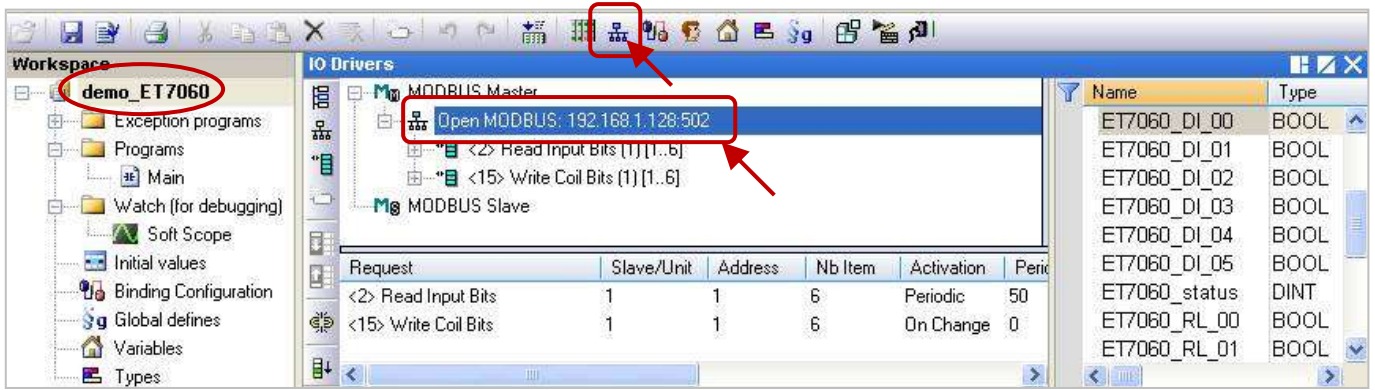 Workspace
demo_ET7060
Exception programs
Programs
Main
Watch (for debugging)
Soft Scope
Initial values
Binding Configuration
Global defines
Variables
Types
IO Drivers
MODBUS Master
Open MODBUS: 192.168.1.128:502
<2> Read Input Bits (1) [1..6]
<15> Write Coil Bits (1) [1..6]
MODBUS Slave
Request Slave/Unit Address Nb Item Activation Peri
<2> Read Input Bits 1 1 6 Periodic 50
<15> Write Coil Bits 1 1 6 On Change 0
Name Type
ET7060_DI_00 BOOL
ET7060_DI_01 BOOL
ET7060_DI_02 BOOL
ET7060_DI_03 BOOL
ET7060_DI_04 BOOL
ET7060_DI_05 BOOL
ET7060_status DINT
ET7060_RL_00 BOOL
ET7060_RL_01 BOOL